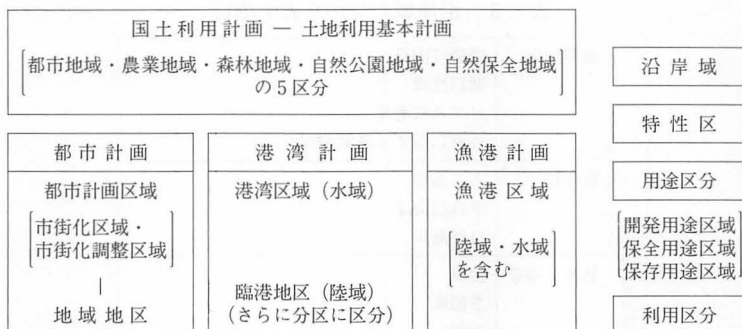 国土利用計画 ― 土地利用基本計画
都市地域・農業地域・森林地域・自然公園地域・自然保全地域
の5区分
都市計画
都市計画区域
市街化区域・
市街化調整区域
地域地区
港湾計画
港湾区域（水域）
臨港地区（陸域）
（さらに分区に区分）
漁港計画
漁港区域
陸域・水域
を含む
沿岸域
特性区
用途区分
開発用途区域
保全用途区域
保存用途区域
利用区分